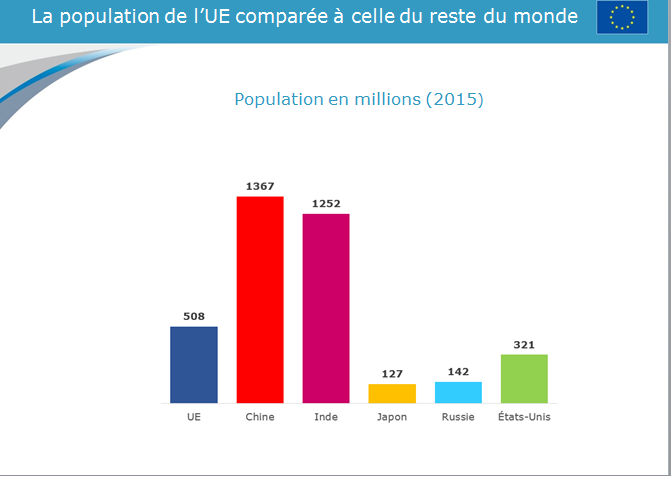 La population de l’UE comparée à celle du reste du monde
Population en millions (2015)
1367
1252
508
321
142
127
UE Chine Inde Japon Russie États-Unis